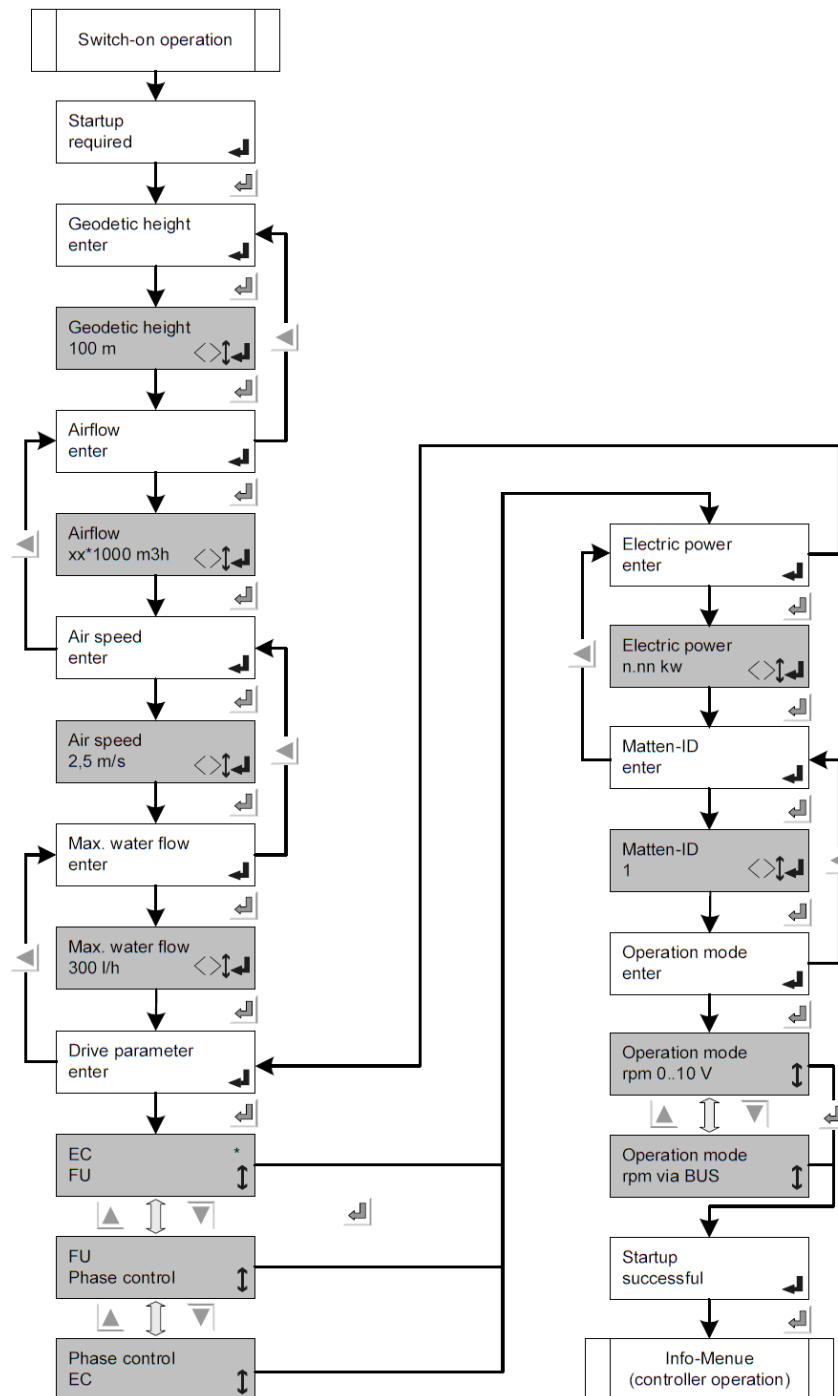 Switch-on operation
Startup
required
Geodetic height
enter
Geodetic height
100 m
Airflow
enter
Airflow
xx*1000 m3h
Air speed
enter
Air speed
2,5 m/s
Max. water flow
enter
Max. water flow
300 l/h
Drive parameter
enter
EC *
FU
FU
Phase control
Phase control
EC
Electric power
enter
Electric power
n.nn kw
Matten-ID
enter
Matten-ID
1
Operation mode
enter
Operation mode
rpm 0..10 V
Operation mode
rpm via BUS
Startup
successful
Info-Menue
(controller operation)